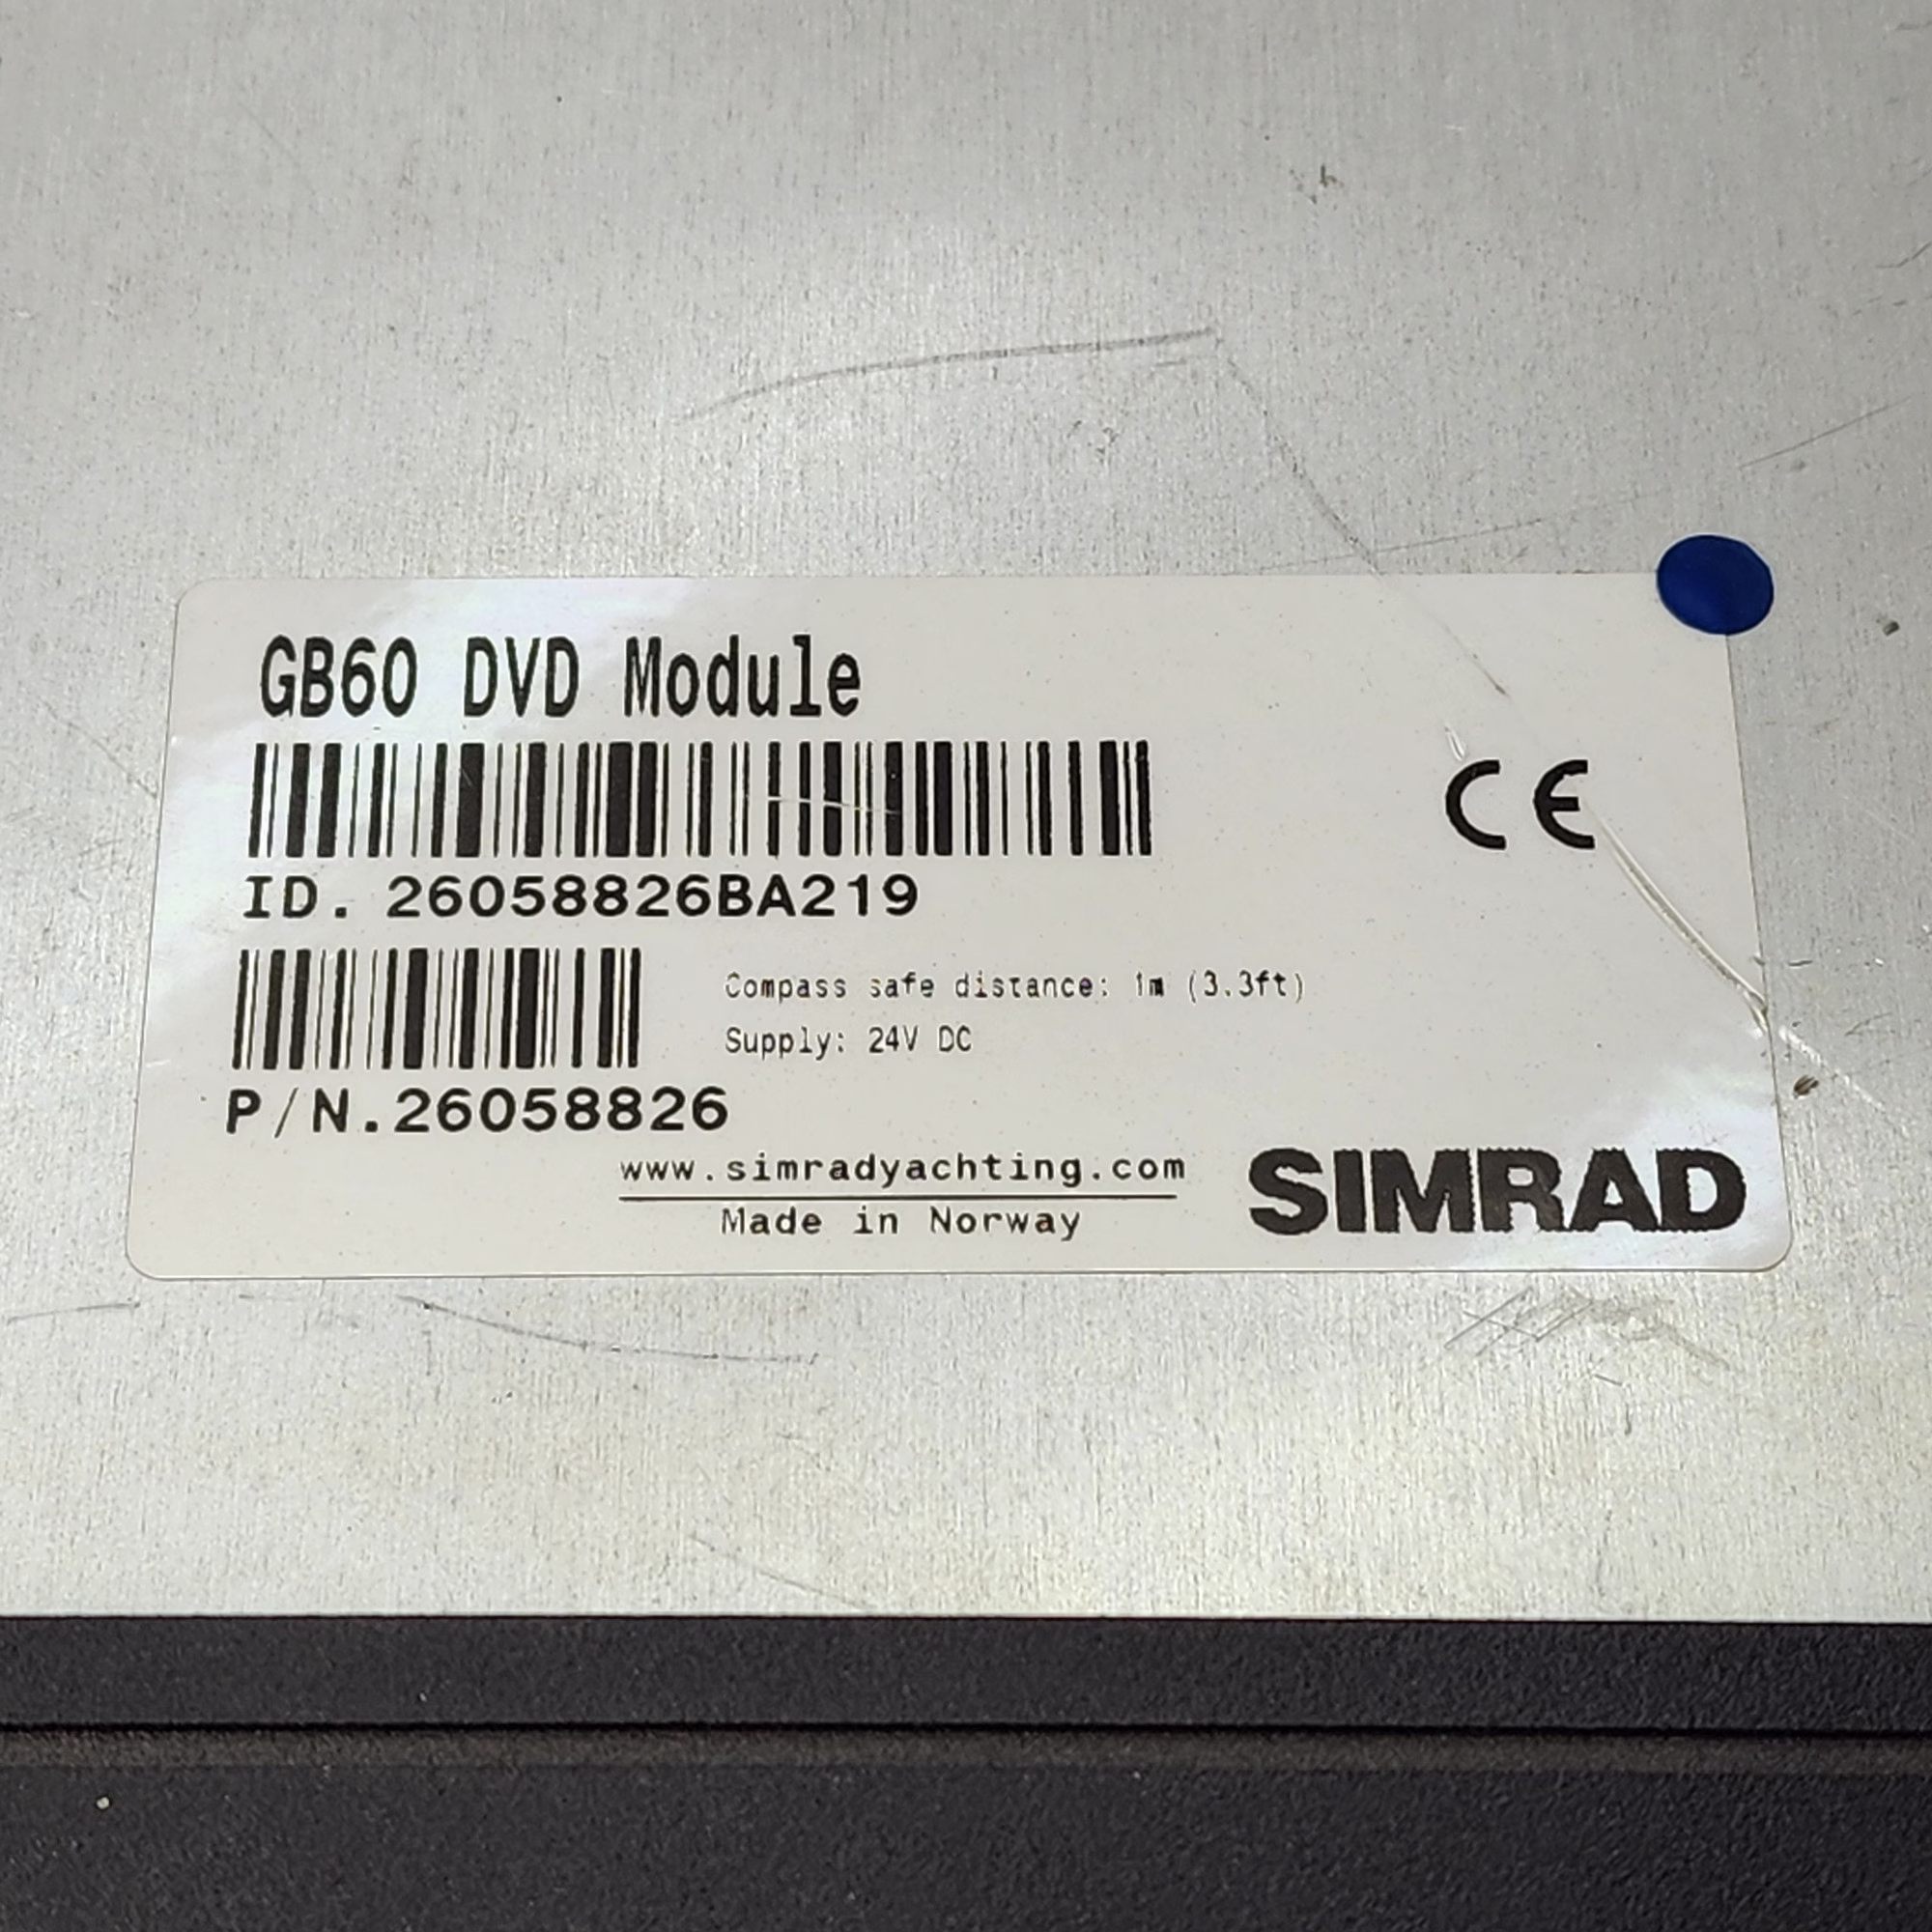 GB60 DVD Module
CE
ID. 26058826BA219
Compass safe distance: 1m (3.3ft)
Supply: 24V DC
P/N.26058826
www.simradyachting.com
Made in Norway
SIMRAD